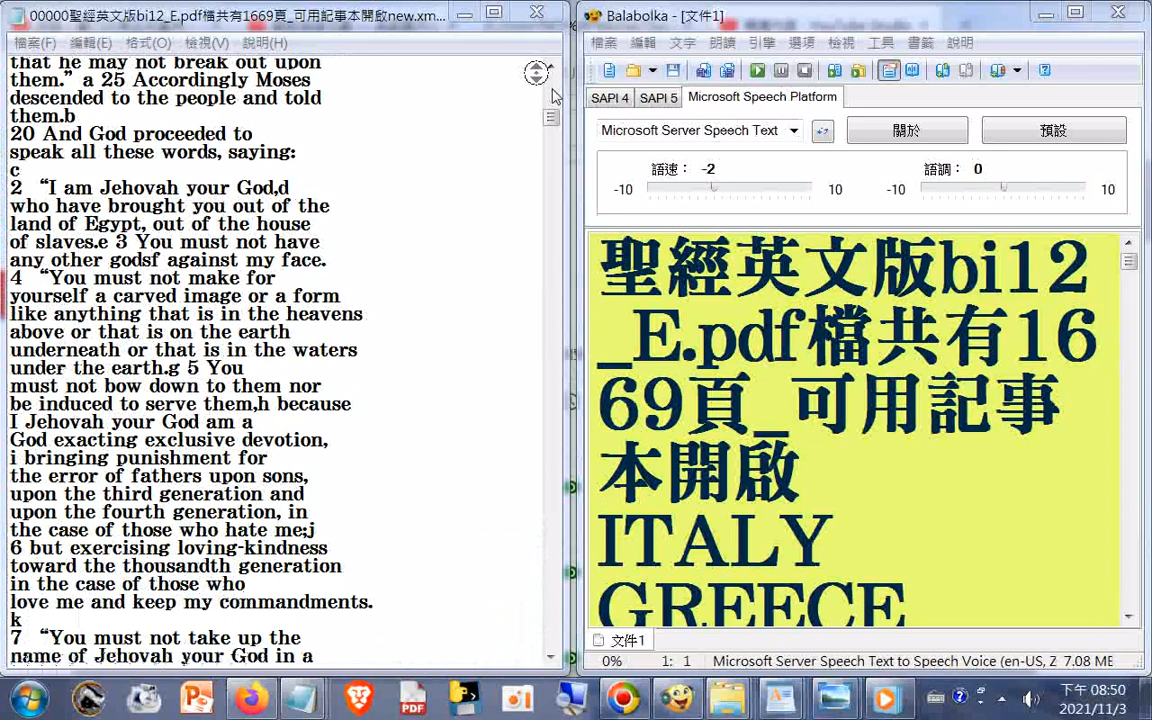 00000聖經英文版bi12_E.pdf檔共有1669頁_可用記事本開啟new.xm...
檔案(F) 編輯(E) 格式(O) 檢視(V) 說明(H)
that he may not break out upon
them.” a 25 Accordingly Moses
descended to the people and told
them.b
20 And God proceeded to
speak all these words, saying:
c
2 “I am Jehovah your God,d
who have brought you out of the
land of Egypt, out of the house
of slaves.e 3 You must not have
any other godsf against my face.
4 “You must not make for
yourself a carved image or a form
like anything that is in the heavens
above or that is on the earth
underneath or that is in the waters
under the earth.g 5 You
must not bow down to them nor
be induced to serve them,h because
I Jehovah your God am a
God exacting exclusive devotion,
i bringing punishment for
the error of fathers upon sons,
upon the third generation and
upon the fourth generation, in
the case of those who hate me;j
6 but exercising loving-kindness
toward the thousandth generation
in the case of those who
love me and keep my commandments.
k
7 “You must not take up the
name of Jehovah your God in a
Balabolka - [文件1]
檔案 編輯 文字 朗讀 引擎 選項 檢視 工具 書籤 說明
SAPI 4 SAPI 5 Microsoft Speech Platform
Microsoft Server Speech Text 關於 預設
語速： -2 語調： 0
-10 10 -10 10
聖經英文版bi12
_E.pdf檔共有16
69頁_可用記事
本開啟
ITALY
GREECE
文件1
0% 1: 1 Microsoft Server Speech Text to Speech Voice (en-US, Z 7.08 ME
PDF
下午 08:50
2021/11/3